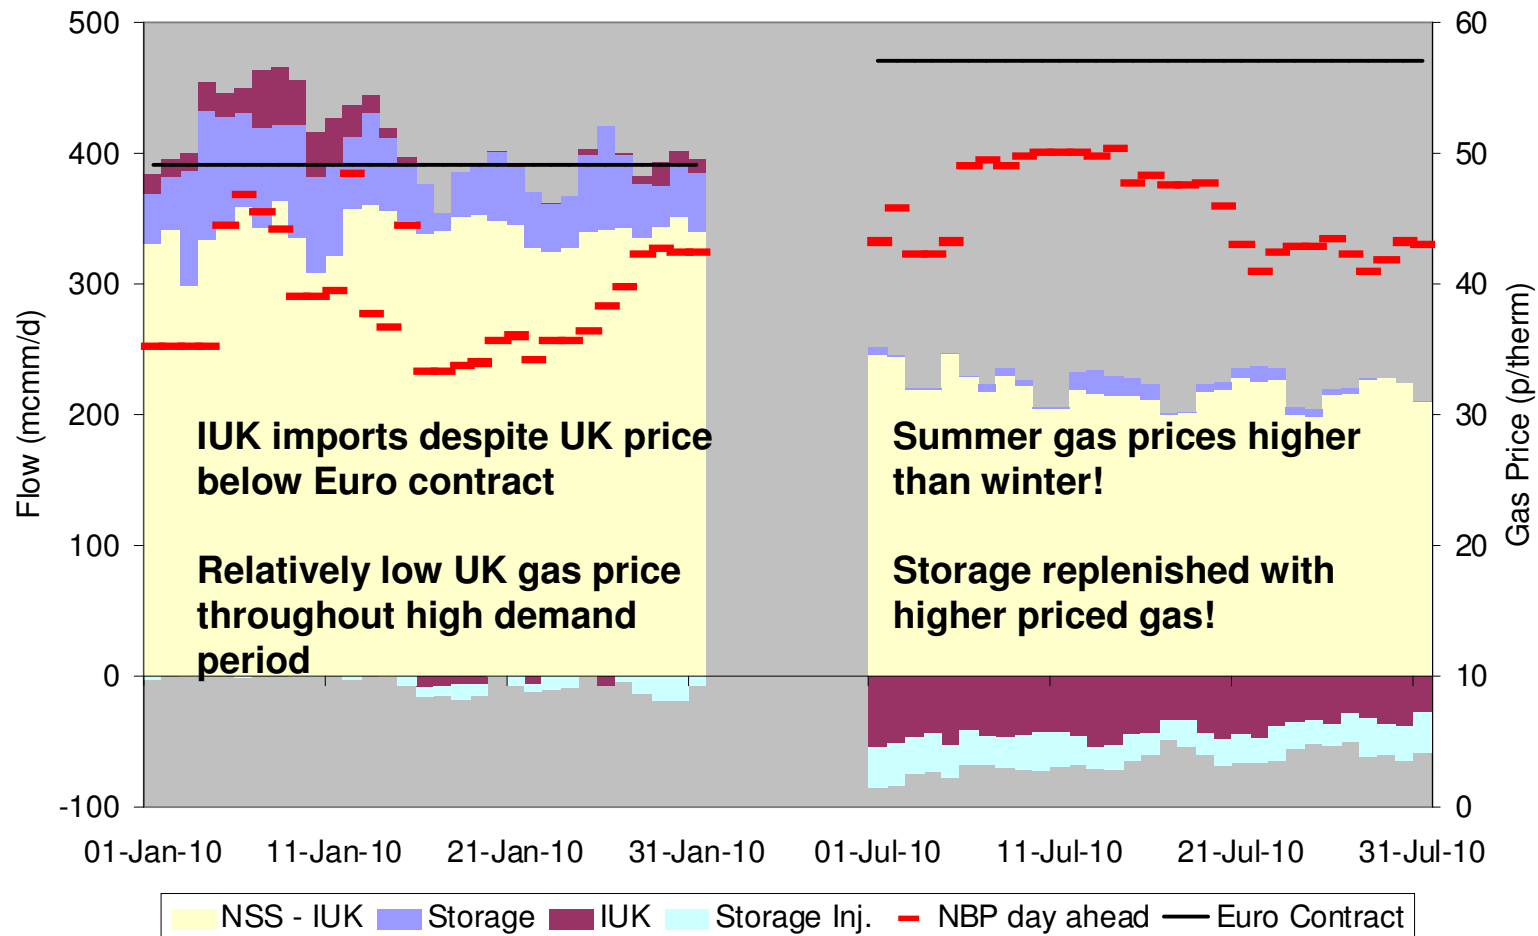 500
400
300
200
100
0
-100
Flow (mcmm/d)
60
50
40
30
20
10
0
Gas Price (p/therm)
IUK imports despite UK price
below Euro contract
Relatively low UK gas price
throughout high demand
period
Summer gas prices higher
than winter!
Storage replenished with
higher priced gas!
01-Jan-10 11-Jan-10 21-Jan-10 31-Jan-10 01-Jul-10 11-Jul-10 21-Jul-10 31-Jul-10
NSS - IUK Storage IUK Storage Inj. NBP day ahead Euro Contract